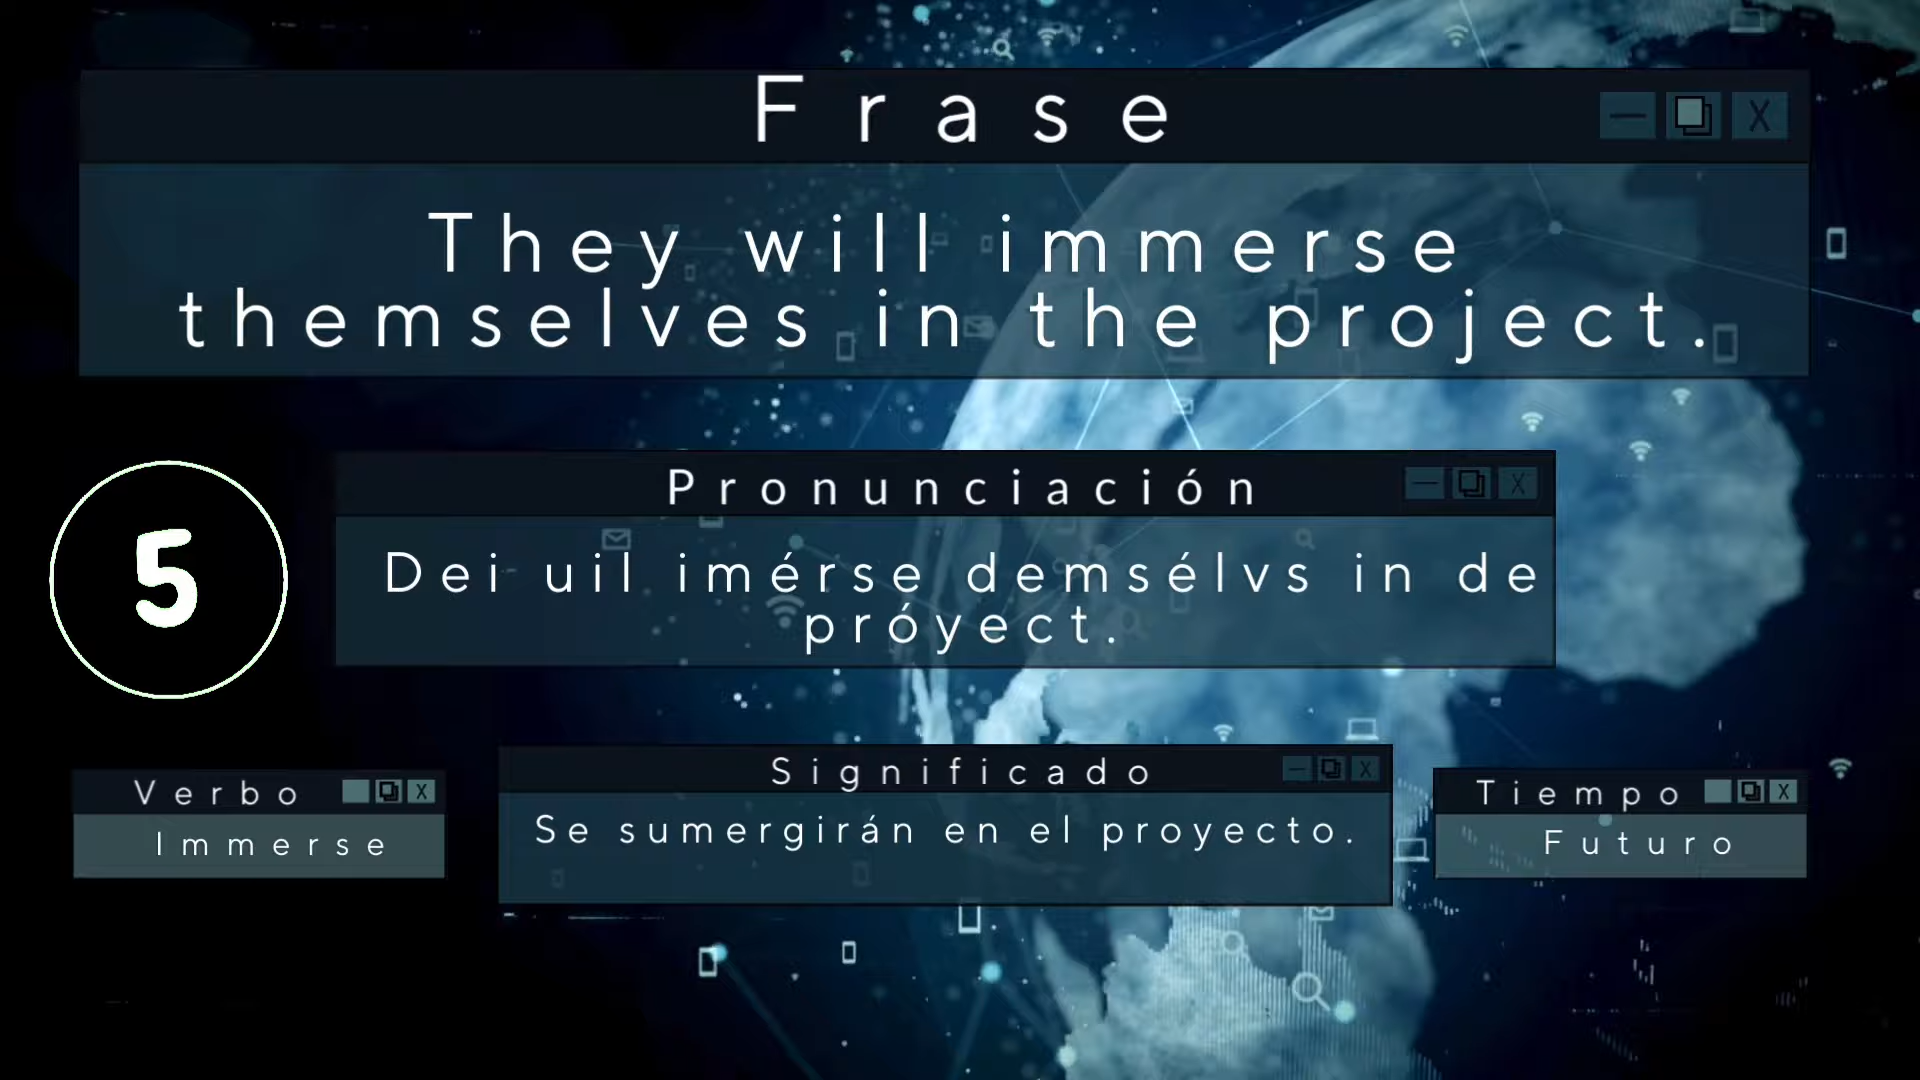 Frase
They will immerse
themselves in the project.
Pronunciación
Dei uil imérse demsélvs in de
próyect.
5
Verbo
Immerse
Significado
Se sumergirán en el proyecto.
Tiempo
Futuro